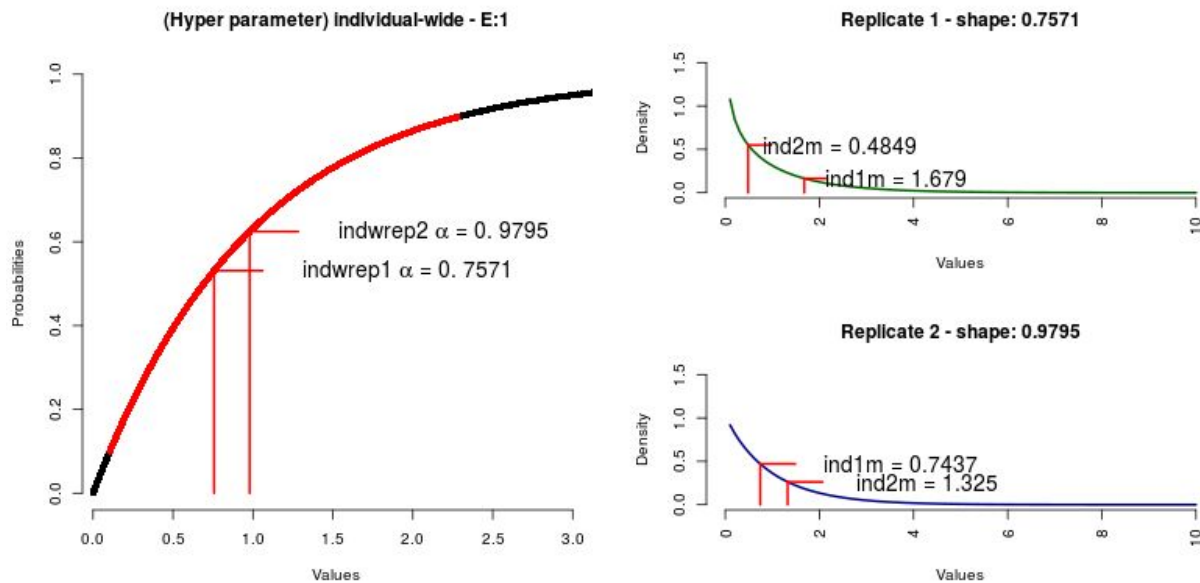 (Hyper parameter) individual-wide - E:1
Probabilities
1.0
0.8
0.6
0.4
0.2
0.0
indwrep2 α = 0. 9795
indwrep1 α = 0. 7571
0.0 0.5 1.0 1.5 2.0 2.5 3.0
Values
Replicate 1 - shape: 0.7571
Density
1.5
1.0
0.5
0.0
ind2m = 0.4849
ind1m = 1.679
0 2 4 6 8 10
Values
Replicate 2 - shape: 0.9795
Density
1.5
1.0
0.5
0.0
ind1m = 0.7437
ind2m = 1.325
0 2 4 6 8 10
Values